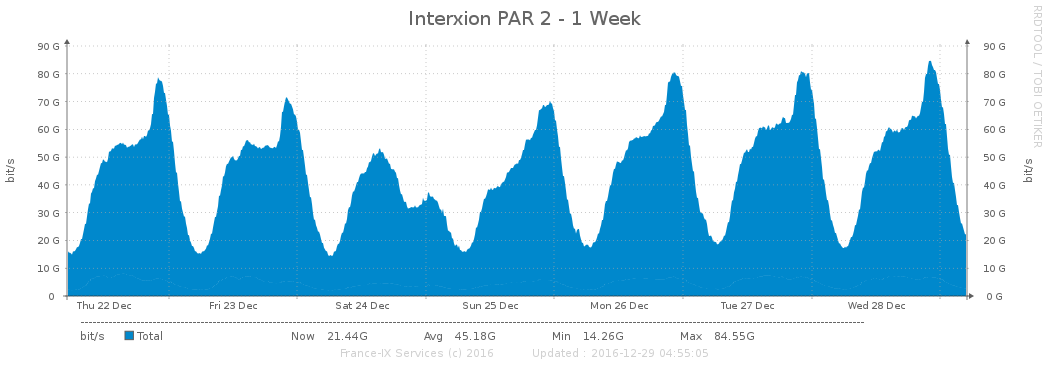 Interxion PAR 2 - 1 Week
RRDTOOL / TOBI OETIKER
90 G 90 G
80 G 80 G
70 G 70 G
60 G 60 G
50 G 50 G
40 G 40 G
30 G 30 G
20 G 20 G
10 G 10 G
0 0 G
bit/s
bit/s
Thu 22 Dec Fri 23 Dec Sat 24 Dec Sun 25 Dec Mon 26 Dec Tue 27 Dec Wed 28 Dec
bit/s Total Now 21.44G Avg 45.18G Min 14.26G Max 84.55G
France-IX Services (c) 2016 Updated : 2016-12-29 04:55:05